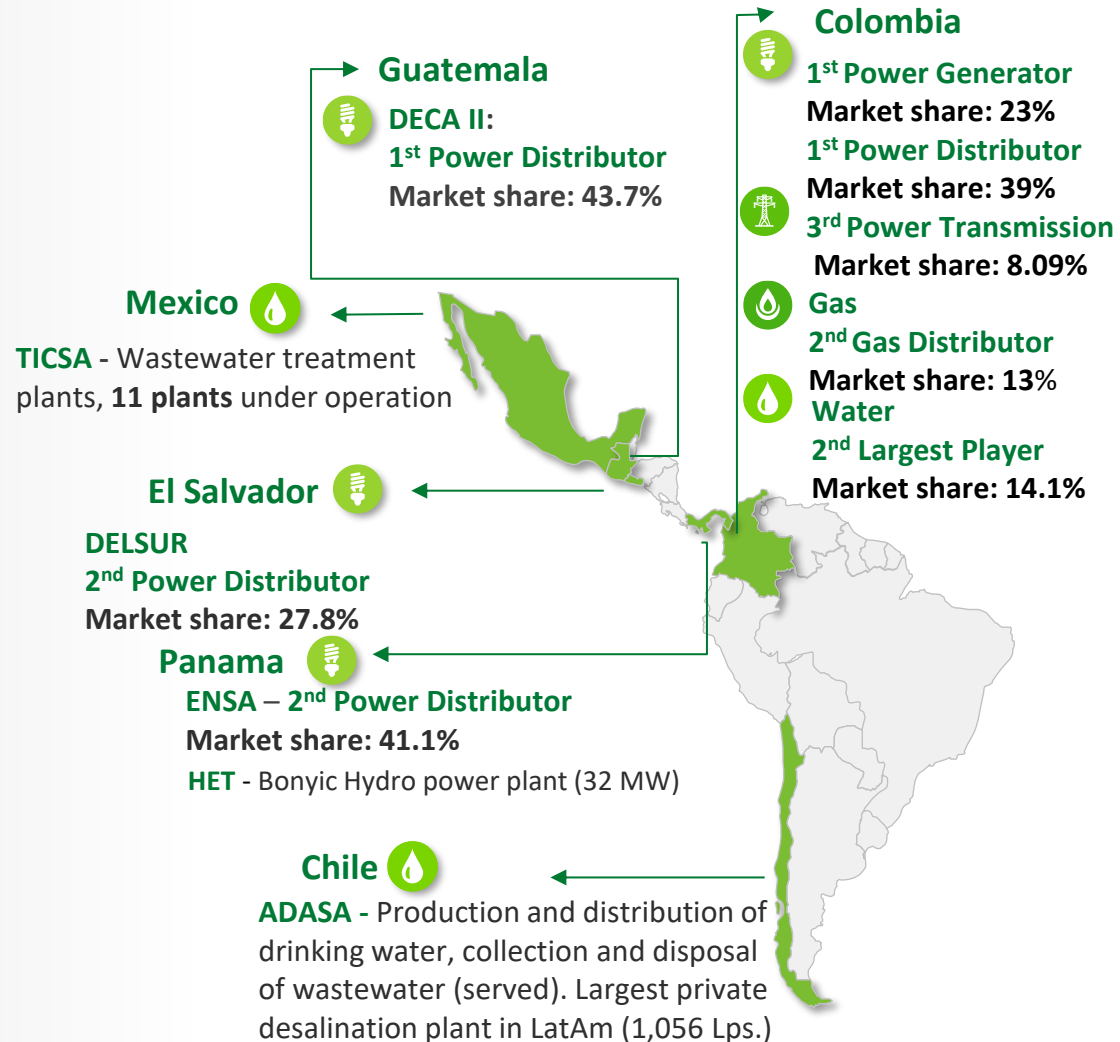 Colombia
1st Power Generator
Market share: 23%
1st Power Distributor
Market share: 39%
3rd Power Transmission
Market share: 8.09%
Gas
2nd Gas Distributor
Market share: 13%
Water
2nd Largest Player
Market share: 14.1%
Guatemala
DECA II:
1st Power Distributor
Market share: 43.7%
Mexico
TICSA - Wastewater treatment
plants, 11 plants under operation
El Salvador
DELSUR
2nd Power Distributor
Market share: 27.8%
Panama
ENSA – 2nd Power Distributor
Market share: 41.1%
HET - Bonyic Hydro power plant (32 MW)
Chile
ADASA - Production and distribution of
drinking water, collection and disposal
of wastewater (served). Largest private
desalination plant in LatAm (1,056 Lps.)